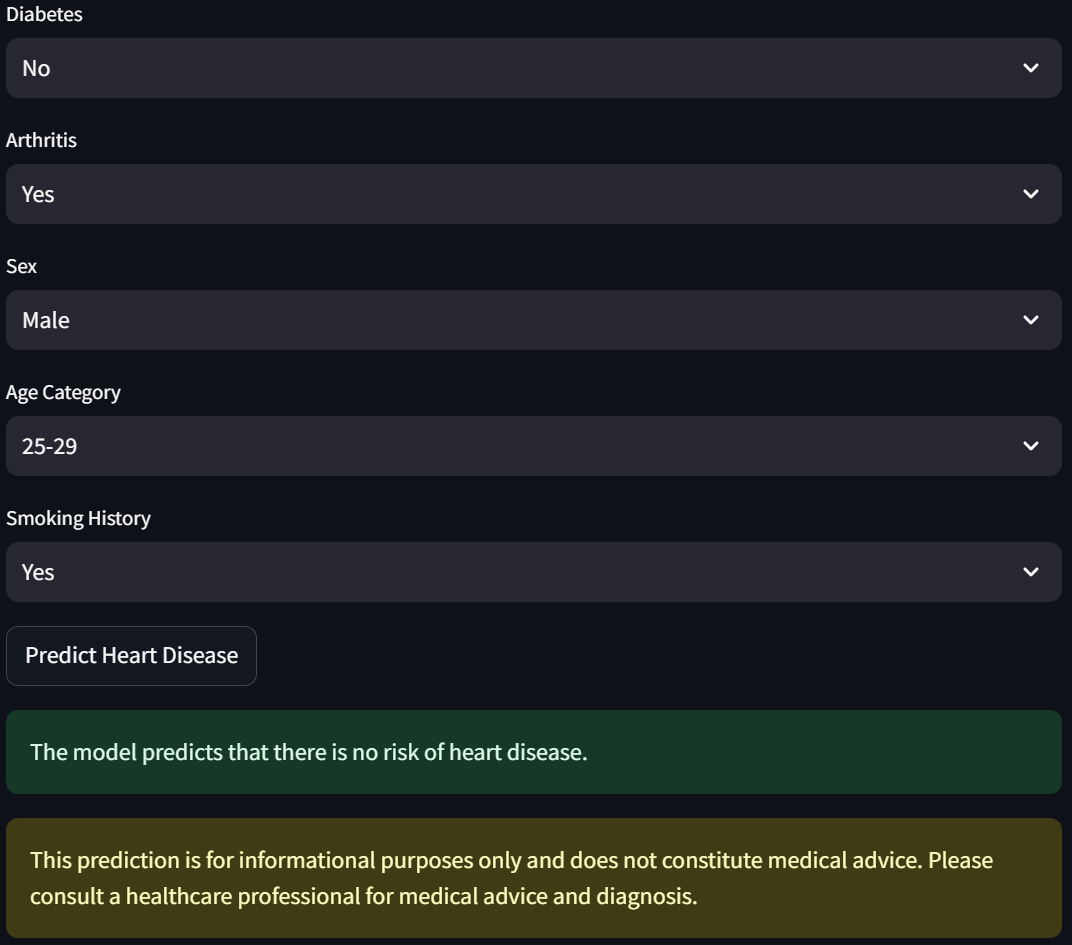 Diabetes
No
Arthritis
Yes
Sex
Male
Age Category
25-29
Smoking History
Yes
Predict Heart Disease
The model predicts that there is no risk of heart disease.
This prediction is for informational purposes only and does not constitute medical advice. Please
consult a healthcare professional for medical advice and diagnosis.